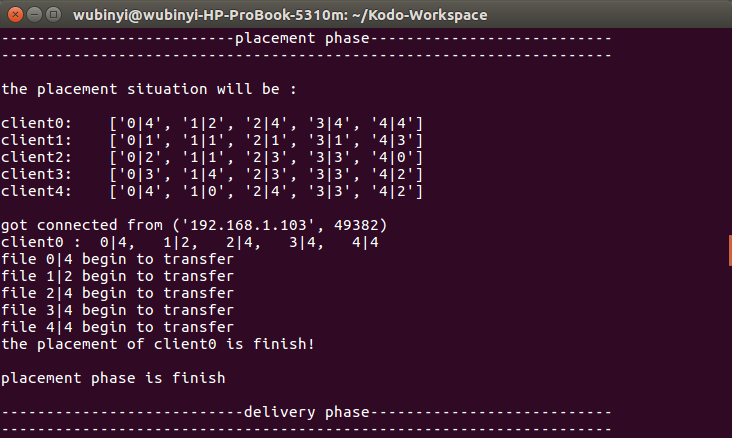 wubinyi@wubinyi-HP-ProBook-5310m: ~/Kodo-Workspace
--------------------------placement phase---------------------------
--------------------------------------------------------------------
the placement situation will be :
client0:    ['0|4', '1|2', '2|4', '3|4', '4|4']
client1:    ['0|1', '1|1', '2|1', '3|1', '4|3']
client2:    ['0|2', '1|1', '2|3', '3|3', '4|0']
client3:    ['0|3', '1|4', '2|3', '3|3', '4|2']
client4:    ['0|4', '1|0', '2|4', '3|3', '4|2']
got connected from ('192.168.1.103', 49382)
client0 :  0|4,   1|2,   2|4,   3|4,   4|4
file 0|4 begin to transfer
file 1|2 begin to transfer
file 2|4 begin to transfer
file 3|4 begin to transfer
file 4|4 begin to transfer
the placement of client0 is finish!
placement phase is finish
---------------------------delivery phase---------------------------
--------------------------------------------------------------------